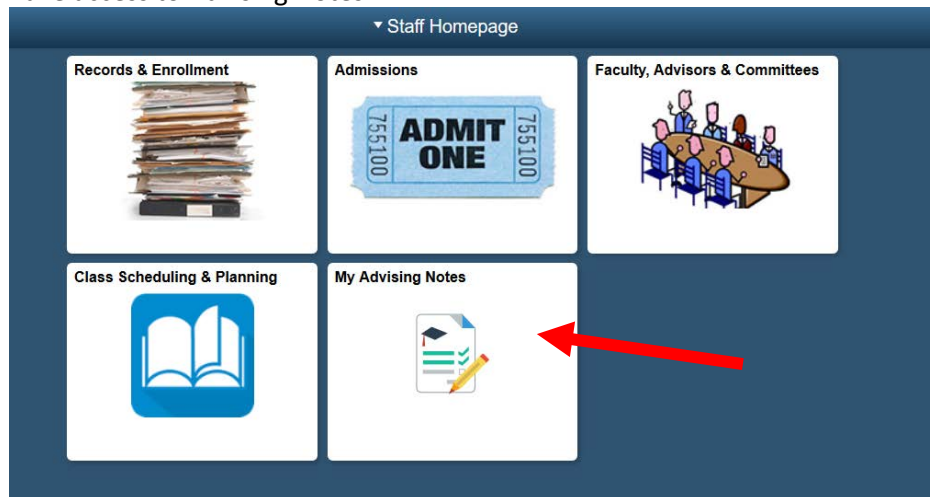 Staff Homepage
Records & Enrollment
Admissions
Faculty, Advisors & Committees
755100
ADMIT
ONE
755100
Class Scheduling & Planning
My Advising Notes